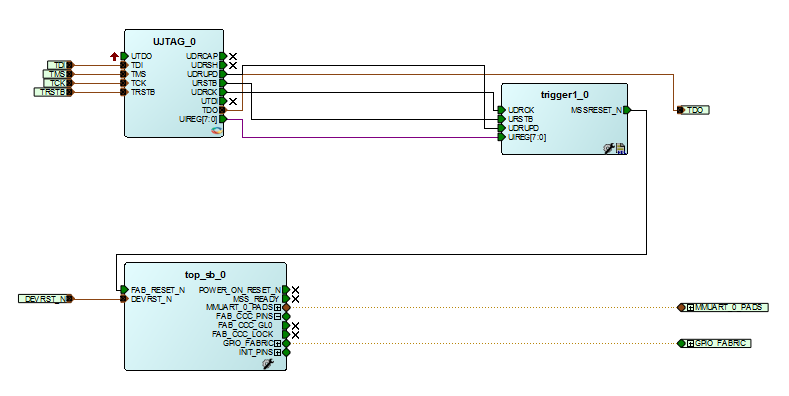 UJTAG_0
UTDO UDRCAP
TDI TDI UDRSH
TMS TMS UDRUPD
TCK TCK URSTB
TRSTB TRSTB UDRCK
UTDI
TDO
UIREG[7:0]
trigger1_0
UDRCK MSSRESET_N TDO
URSTB
UDRUPD
UIREG[7:0]
top_sb_0
FAB_RESET_N POWER_ON_RESET_N
DEVRST_N DEVRST_N MSS_READY
MMUART_0_PADS MMUART_0_PADS
FAB_CCC_PINS
FAB_CCC_GL0
FAB_CCC_LOCK
GPIO_FABRIC GPIO_FABRIC
INIT_PINS